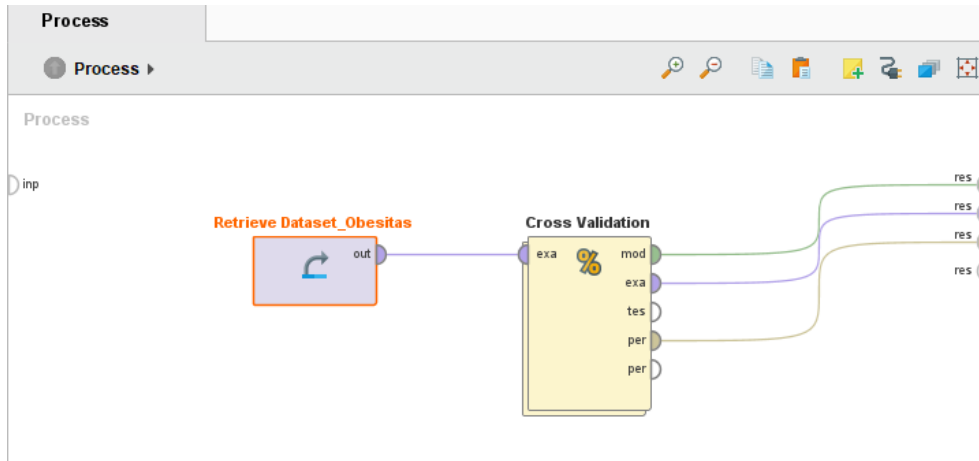 Process
Process
Process
inp
res
res
res
res
Retrieve Dataset_Obesitas
out
Cross Validation
exa
%
mod
exa
tes
per
per